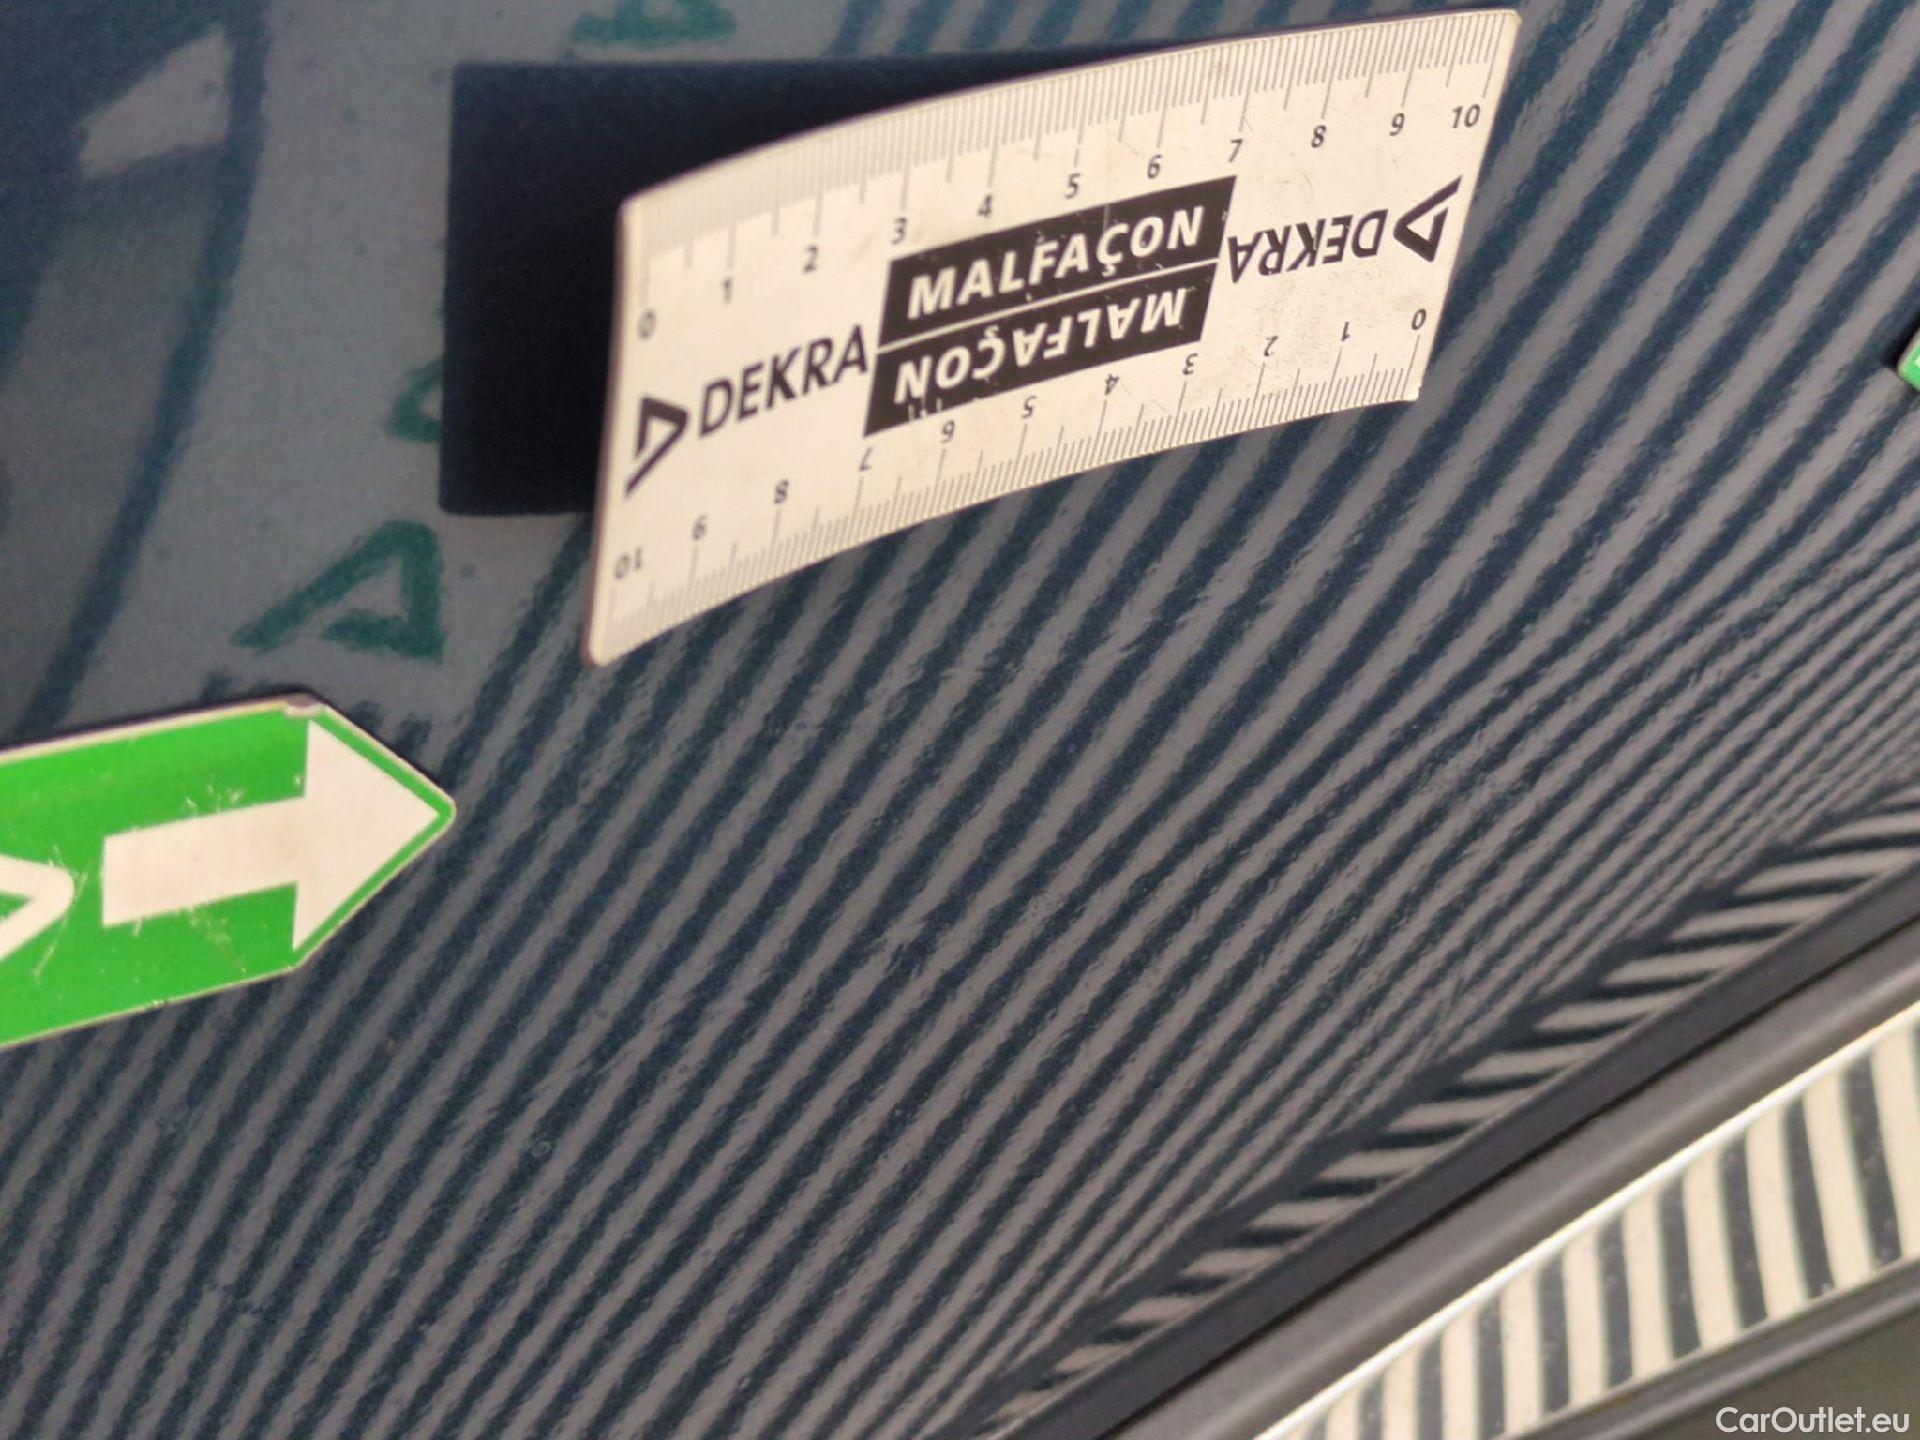 0 1 2 3 4 5 6 7 8 9 10
MALFAÇON
DEKRA
DEKRA
MALFAÇON
10 9 8 7 6 5 4 3 2 1 0
CarOutlet.eu